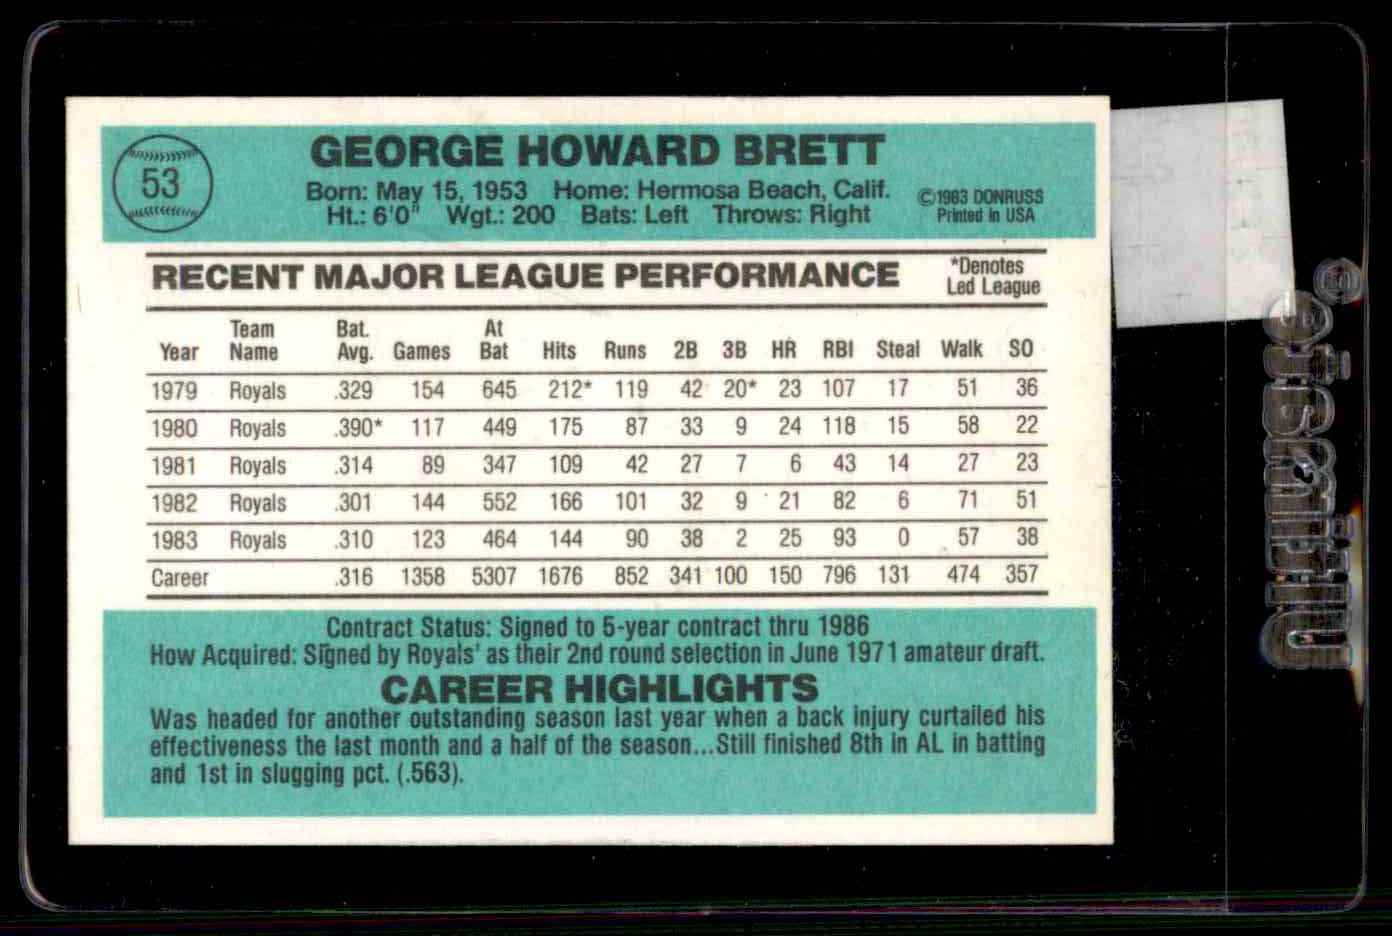 53
GEORGE HOWARD BRETT
Born: May 15, 1953 Home: Hermosa Beach, Calif.
Ht.: 6'0" Wgt.: 200 Bats: Left Throws: Right
©1983 DONRUSS
Printed in USA
RECENT MAJOR LEAGUE PERFORMANCE
*Denotes
Led League
Year Team Name Bat. Avg. Games At Bat Hits Runs 2B 3B HR RBI Steal Walk SO
1979 Royals .329 154 645 212* 119 42 20* 23 107 17 51 36
1980 Royals .390* 117 449 175 87 33 9 24 118 15 58 22
1981 Royals .314 89 347 109 42 27 7 6 43 14 27 23
1982 Royals .301 144 552 166 101 32 9 21 82 6 71 51
1983 Royals .310 123 464 144 90 38 2 25 93 0 57 38
Career .316 1358 5307 1676 852 341 100 150 796 131 474 357
Contract Status: Signed to 5-year contract thru 1986
How Acquired: Signed by Royals' as their 2nd round selection in June 1971 amateur draft.
CAREER HIGHLIGHTS
Was headed for another outstanding season last year when a back injury curtailed his
effectiveness the last month and a half of the season...Still finished 8th in AL in batting
and 1st in slugging pct. (.563).